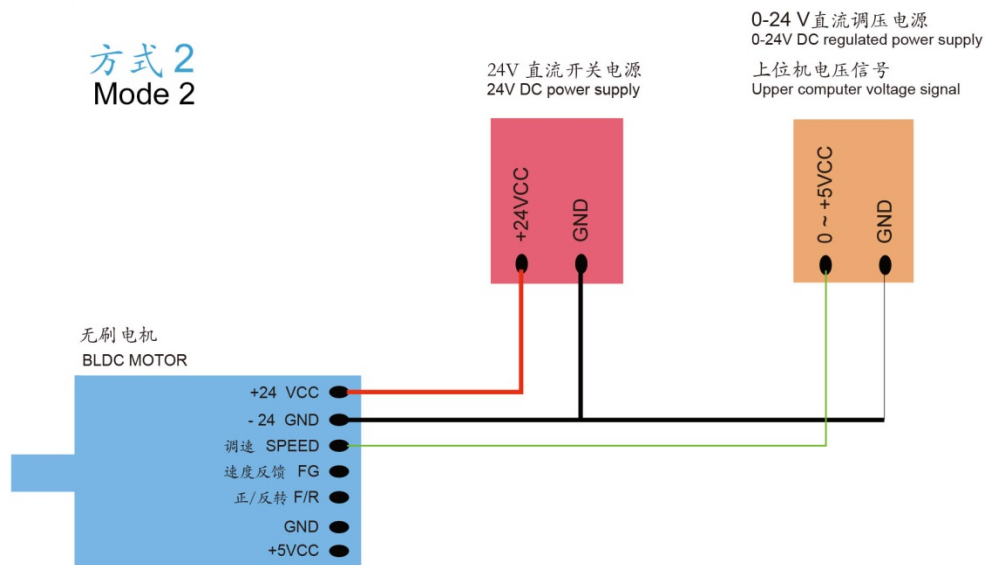 方式 2
Mode 2
24V 直流开关电源
24V DC power supply
0-24 V直流调压电源
0-24V DC regulated power supply
上位机电压信号
Upper computer voltage signal
+24VCC
GND
0 ~ +5VCC
GND
无刷电机
BLDC MOTOR
+24 VCC
- 24 GND
调速 SPEED
速度反馈 FG
正/反转 F/R
GND
+5VCC